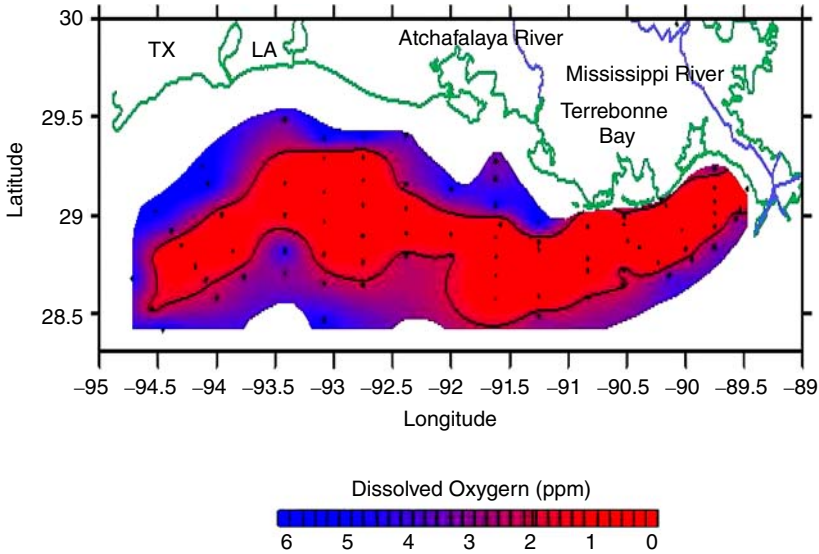 30
29.5
29
28.5
Latitude
TX
LA
Atchafalaya River
Mississippi River
Terrebonne
Bay
–95 –94.5 –94 –93.5 –93 –92.5 –92 –91.5 –91 –90.5 –90 –89.5 –89
Longitude
Dissolved Oxygern (ppm)
6 5 4 3 2 1 0